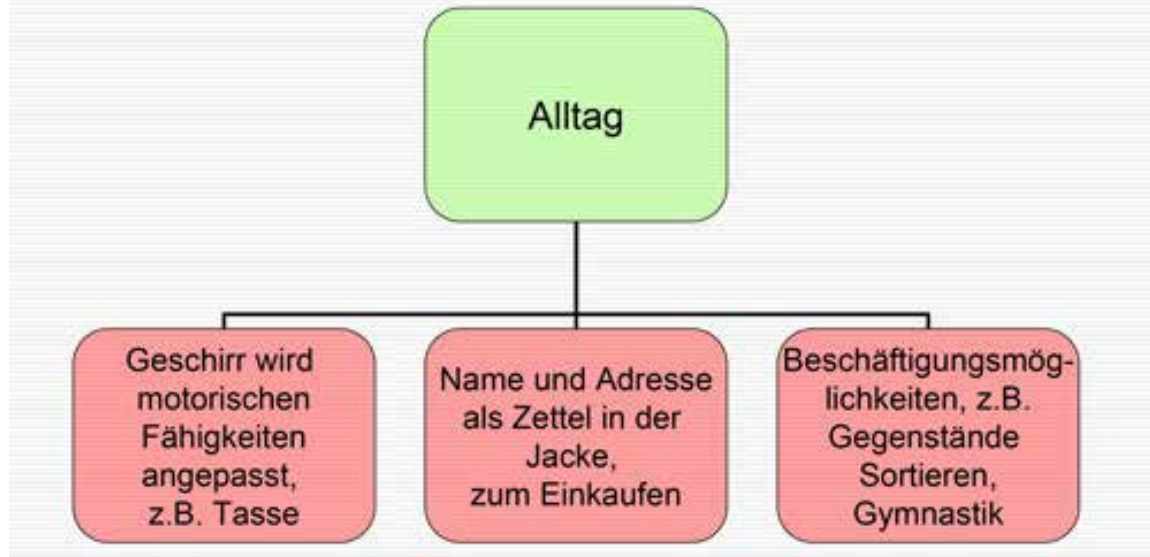 Alltag
Geschirr wird
motorischen
Fähigkeiten
angepasst,
z.B. Tasse
Name und Adresse
als Zettel in der
Jacke,
zum Einkaufen
Beschäftigungsmög-
lichkeiten, z.B.
Gegenstände
Sortieren,
Gymnastik